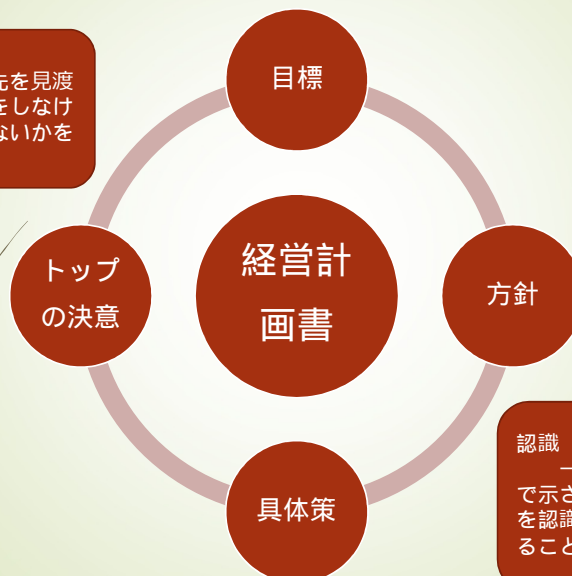 目標
先を見渡
をしなけ
ないかを
トップ
の決意
経営計
画書
方針
具体策
認識
一
で示さ
を認識
ること